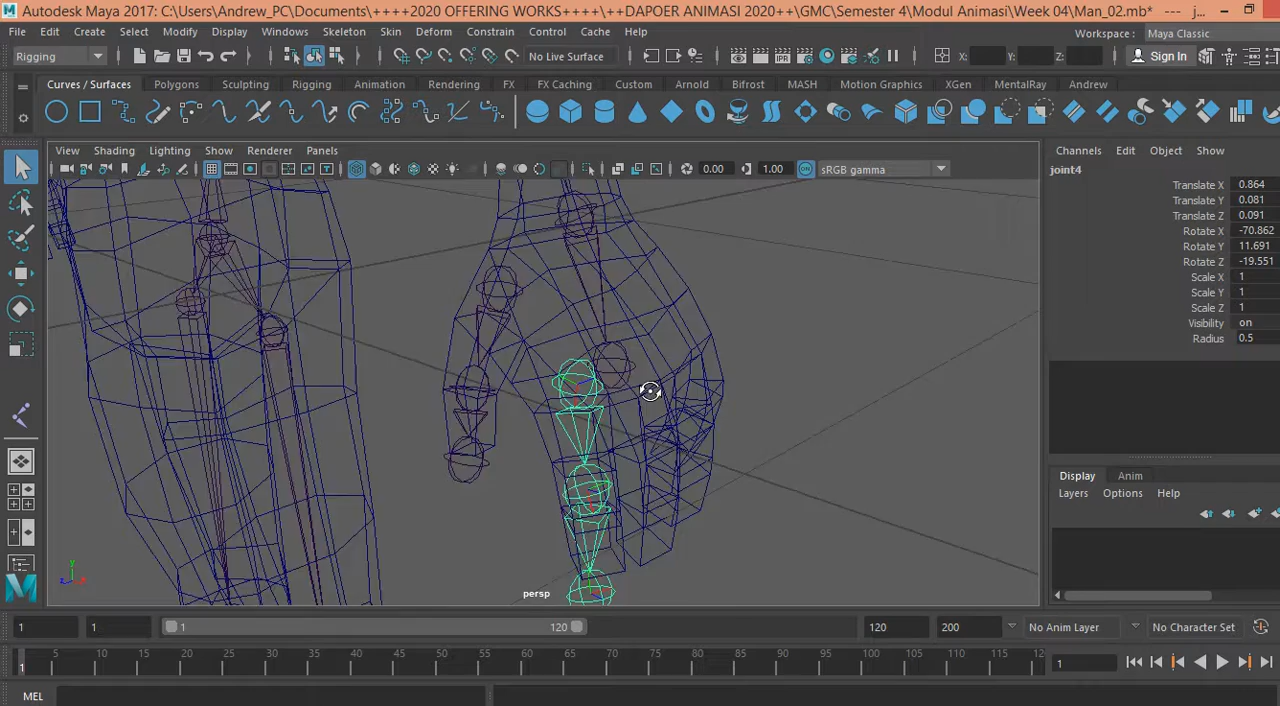 Autodesk Maya 2017: C:\Users\Andrew_PC\Documents\++++2020 OFFERING WORKS++++\++DAPOER ANIMASI 2020++\GMC\Semester 4\Modul Animasi\Week 04\Man_02.mb* --- j...
File Edit Create Select Modify Display Windows Skeleton Skin Deform Constrain Control Cache Help Workspace : Maya Classic
Rigging No Live Surface X: Y: Z: Sign In
Curves / Surfaces Polygons Sculpting Rigging Animation Rendering FX FX Caching Custom Arnold Bifrost MASH Motion Graphics XGen MentalRay Andrew
View Shading Lighting Show Renderer Panels Channels Edit Object Show
0.00 1.00 ON sRGB gamma joint4
Translate X 0.864
Translate Y 0.081
Translate Z 0.091
Rotate X -70.862
Rotate Y 11.691
Rotate Z -19.551
Scale X 1
Scale Y 1
Scale Z 1
Visibility on
Radius 0.5
Display Anim
Layers Options Help
y
z x
persp
1 1 1 120 120 200 No Anim Layer No Character Set
1 5 10 15 20 25 30 35 40 45 50 55 60 65 70 75 80 85 90 95 100 105 110 115 12 1
MEL